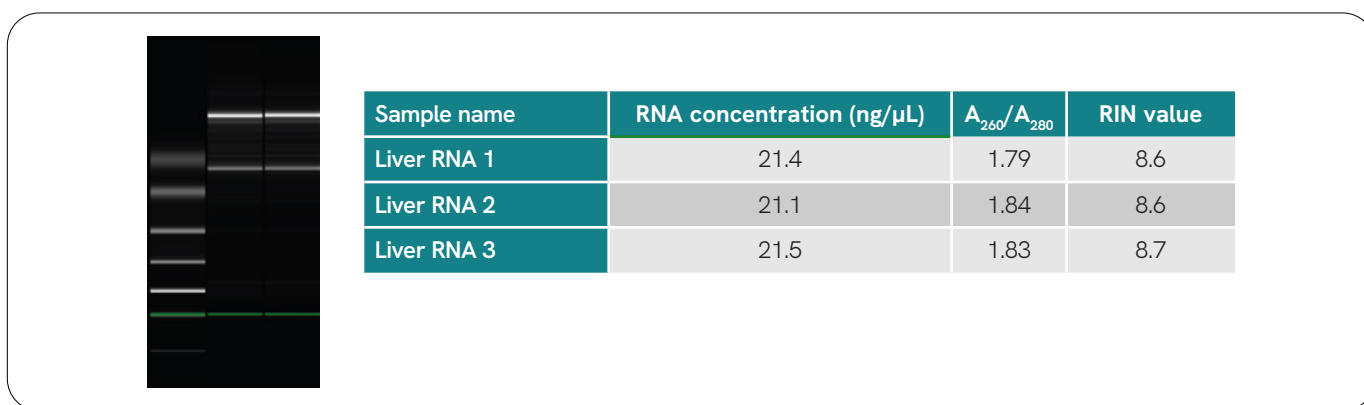 Sample name RNA concentration (ng/µL) A260/A280 RIN value
Liver RNA 1 21.4 1.79 8.6
Liver RNA 2 21.1 1.84 8.6
Liver RNA 3 21.5 1.83 8.7